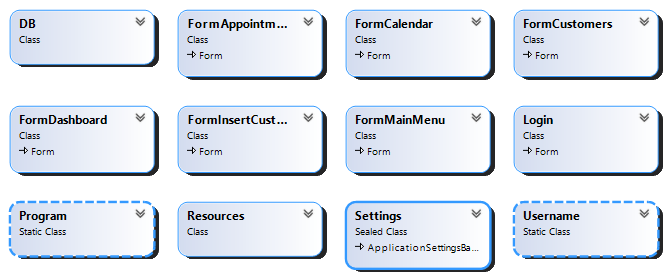 DB
Class
FormAppointm...
Class
Form
FormCalendar
Class
Form
FormCustomers
Class
Form
FormDashboard
Class
Form
FormInsertCust...
Class
Form
FormMainMenu
Class
Form
Login
Class
Form
Program
Static Class
Resources
Class
Settings
Sealed Class
ApplicationSettingsBa...
Username
Static Class